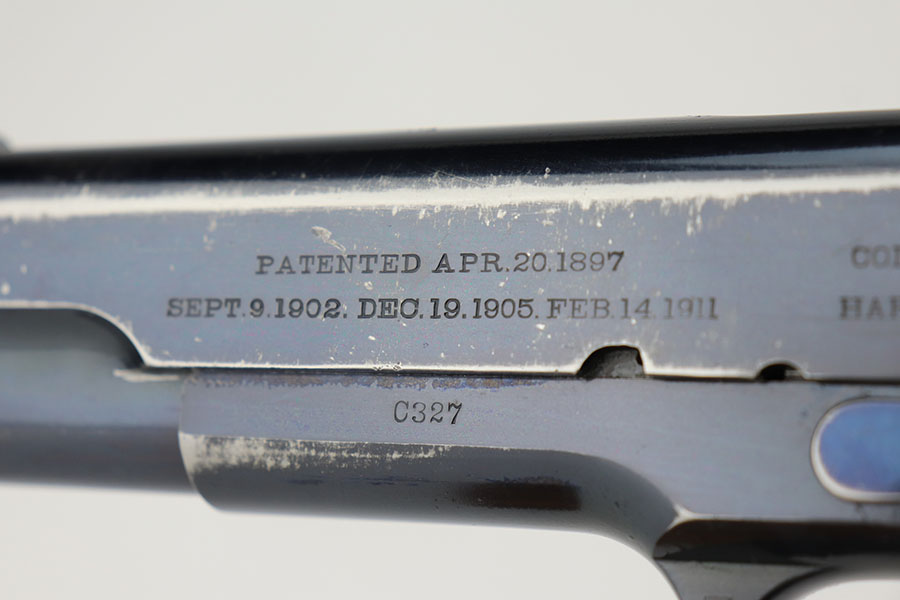 PATENTED APR.20.1897
SEPT.9.1902. DEC.19.1905. FEB.14.1911
C327